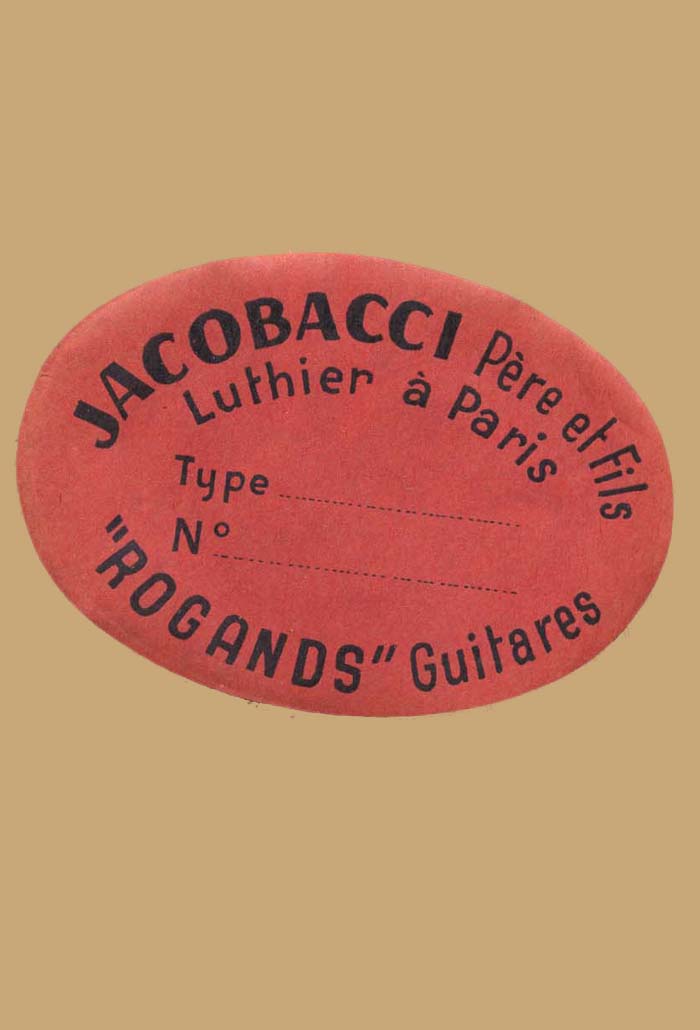 JACOBACCI Père et Fils
Luthier à Paris
Type
N°
"ROGANDS" Guitares